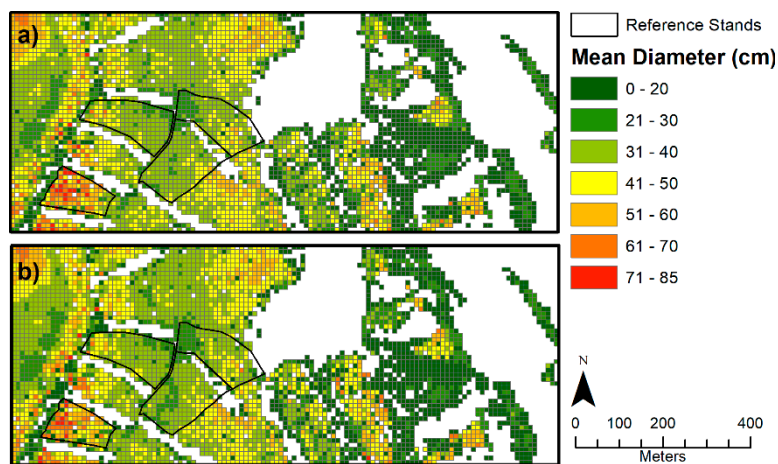 a)
b)
Reference Stands
Mean Diameter (cm)
0 - 20
21 - 30
31 - 40
41 - 50
51 - 60
61 - 70
71 - 85
N
0 100 200 400
Meters